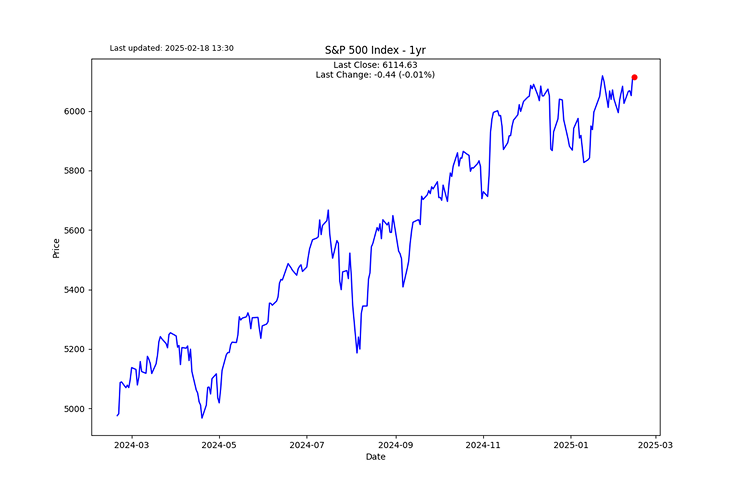 Last updated: 2025-02-18 13:30
S&P 500 Index - 1yr
Last Close: 6114.63
Last Change: -0.44 (-0.01%)
6000
5800
5600
5400
5200
5000
Price
2024-03 2024-05 2024-07 2024-09 2024-11 2025-01 2025-03
Date